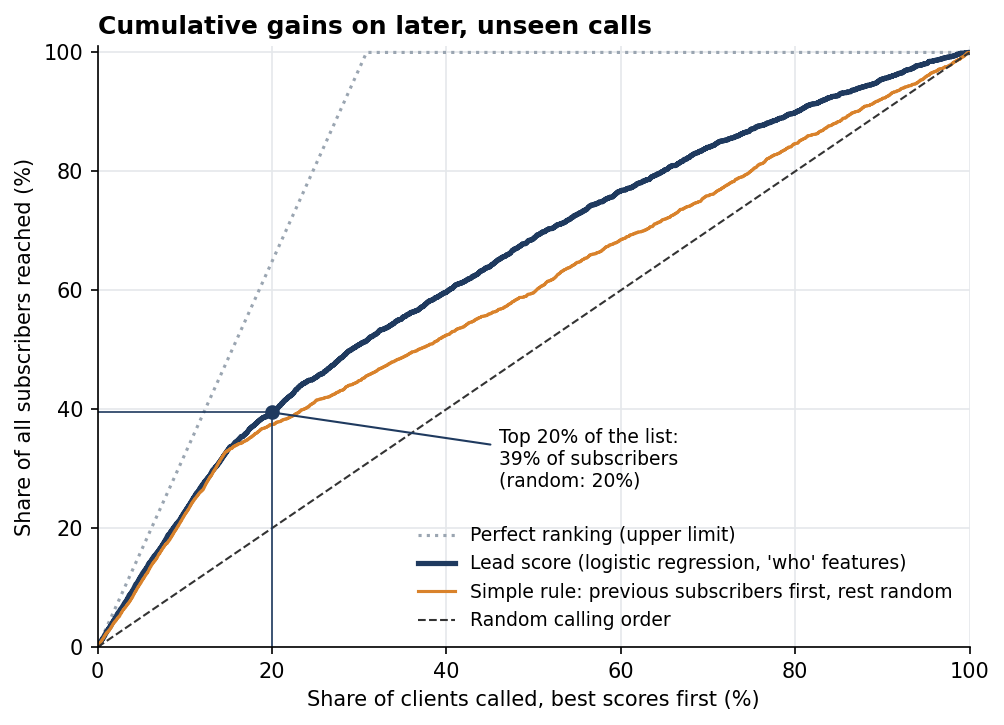 Cumulative gains on later, unseen calls
Share of all subscribers reached (%)
100
80
60
40
20
0
Top 20% of the list:
39% of subscribers
(random: 20%)
Perfect ranking (upper limit)
Lead score (logistic regression, 'who' features)
Simple rule: previous subscribers first, rest random
Random calling order
0
20
40
60
80
100
Share of clients called, best scores first (%)